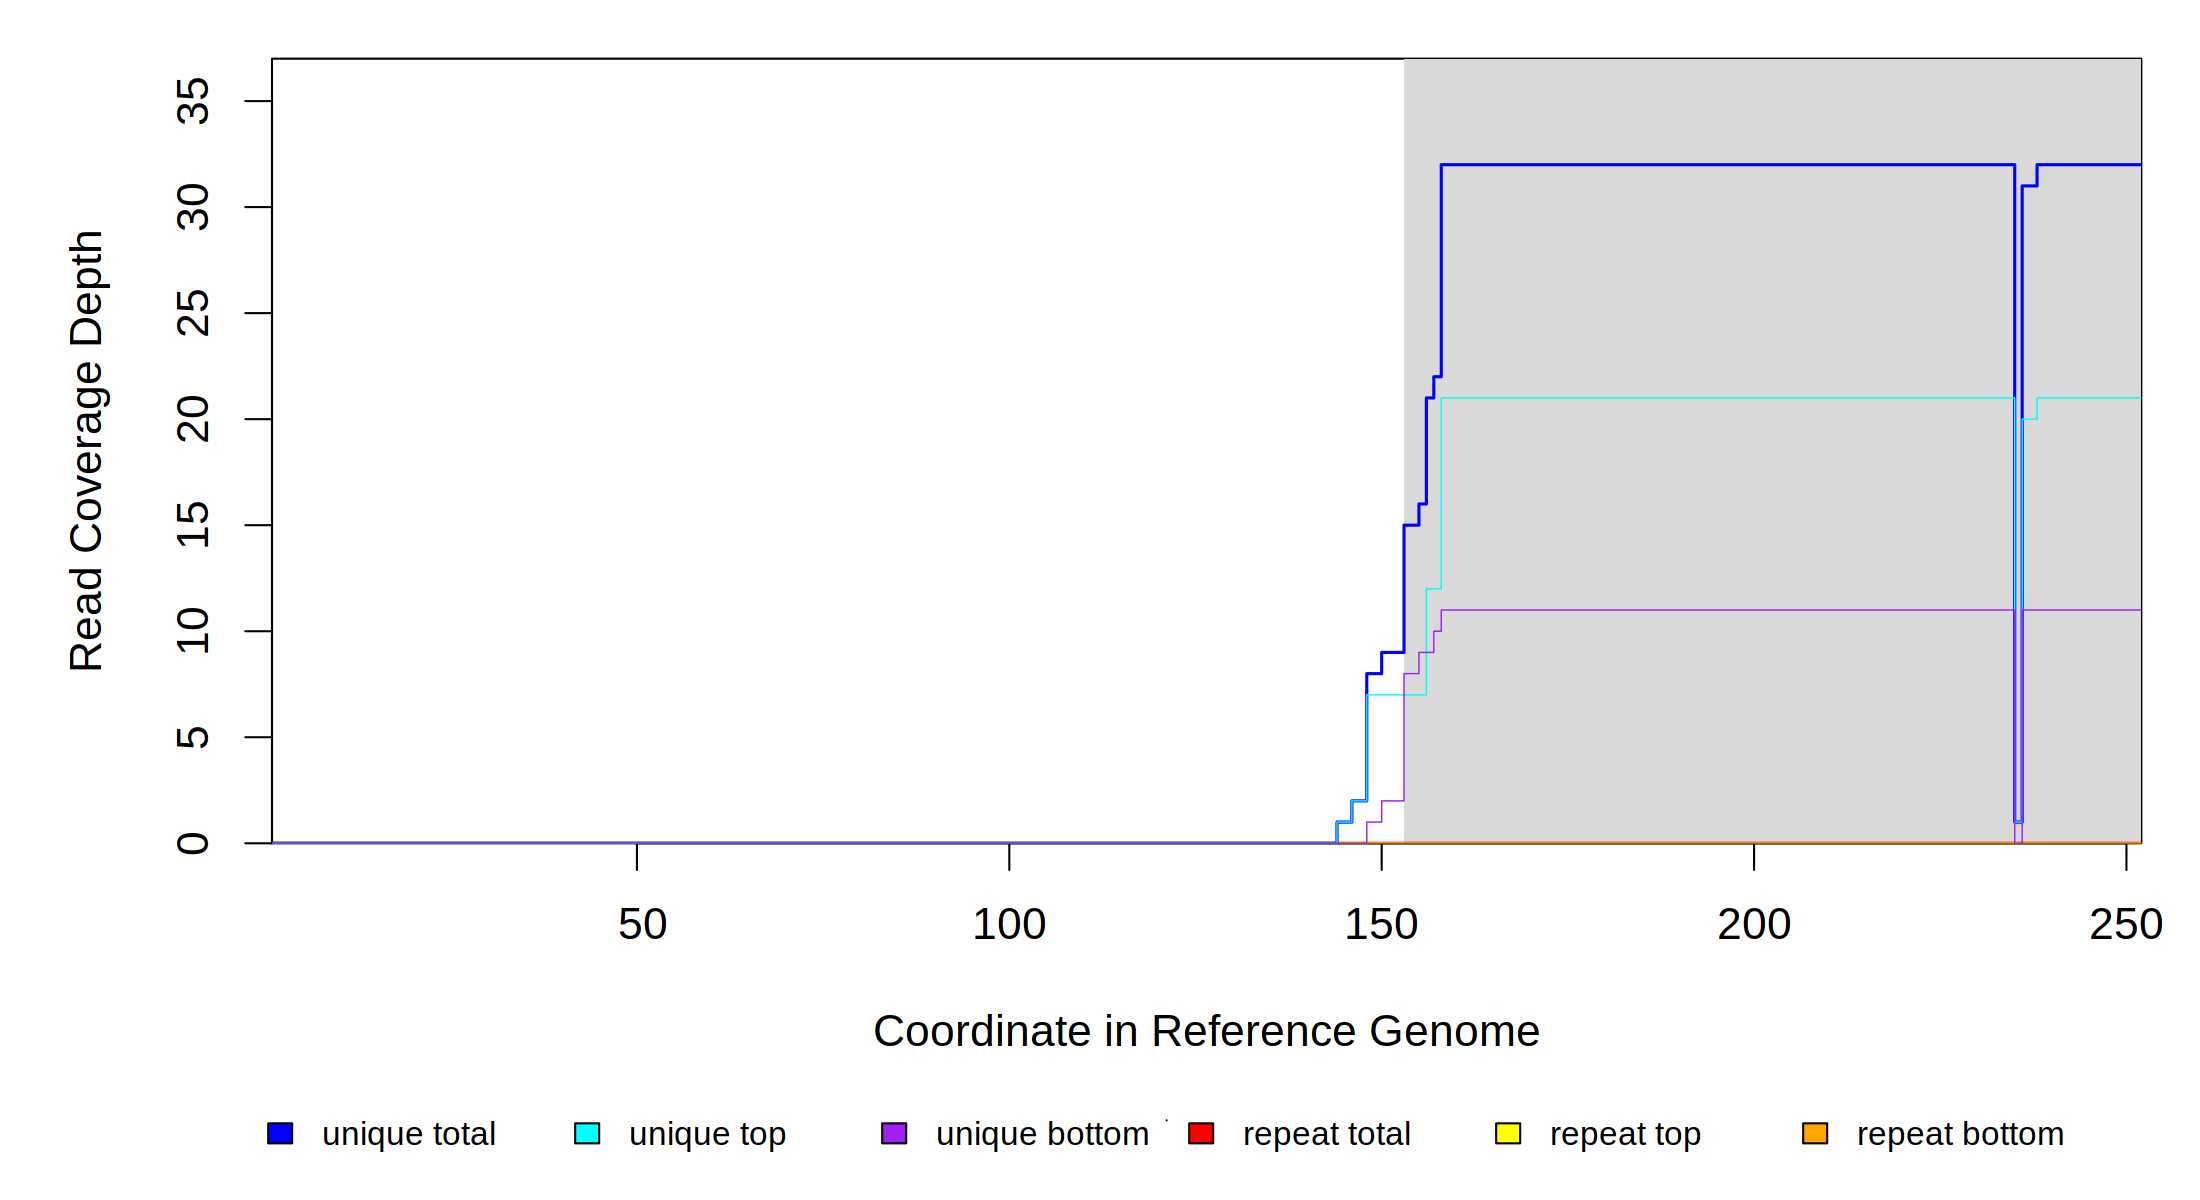 35
30
25
20
15
10
5
0
Read Coverage Depth
50 100 150 200 250
Coordinate in Reference Genome
unique total unique top unique bottom repeat total repeat top repeat bottom